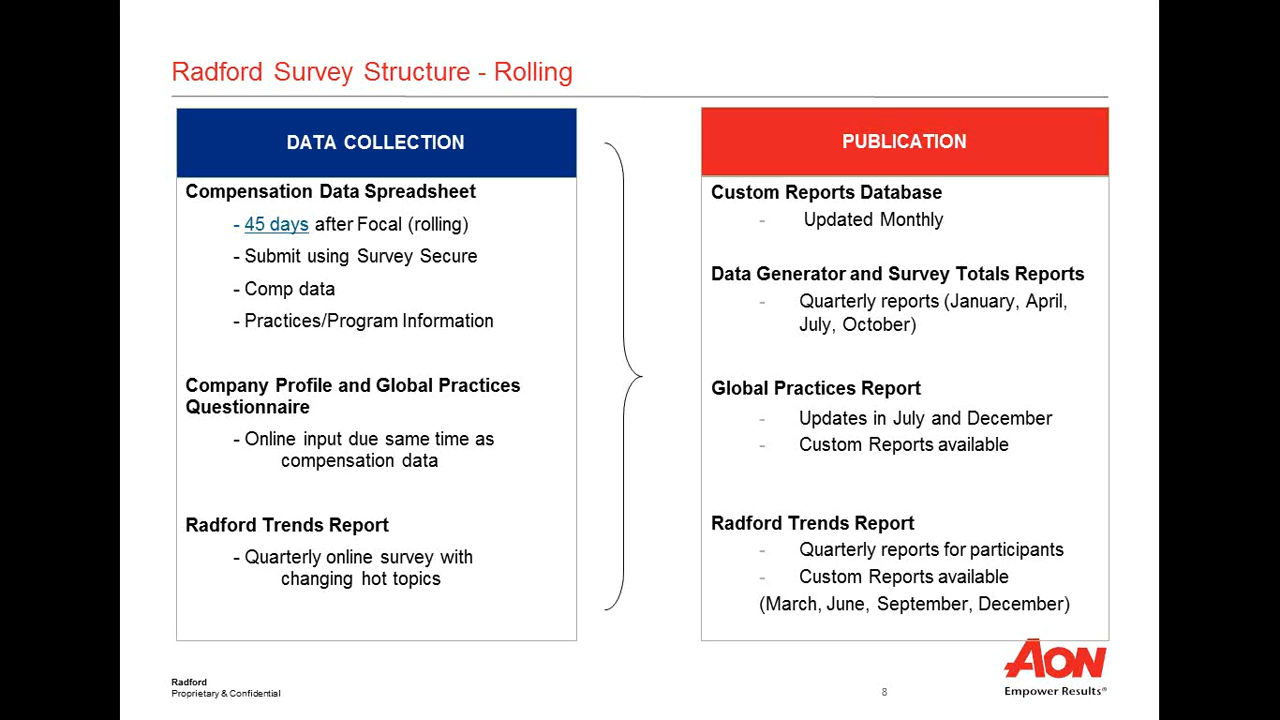 Radford Survey Structure - Rolling
DATA COLLECTION
Compensation Data Spreadsheet
- 45 days after Focal (rolling)
- Submit using Survey Secure
- Comp data
- Practices/Program Information
Company Profile and Global Practices
Questionnaire
- Online input due same time as
compensation data
Radford Trends Report
- Quarterly online survey with
changing hot topics
PUBLICATION
Custom Reports Database
- Updated Monthly
Data Generator and Survey Totals Reports
- Quarterly reports (January, April,
July, October)
Global Practices Report
- Updates in July and December
- Custom Reports available
Radford Trends Report
- Quarterly reports for participants
- Custom Reports available
(March, June, September, December)
Radford
Proprietary & Confidential
8
AON
Empower Results®